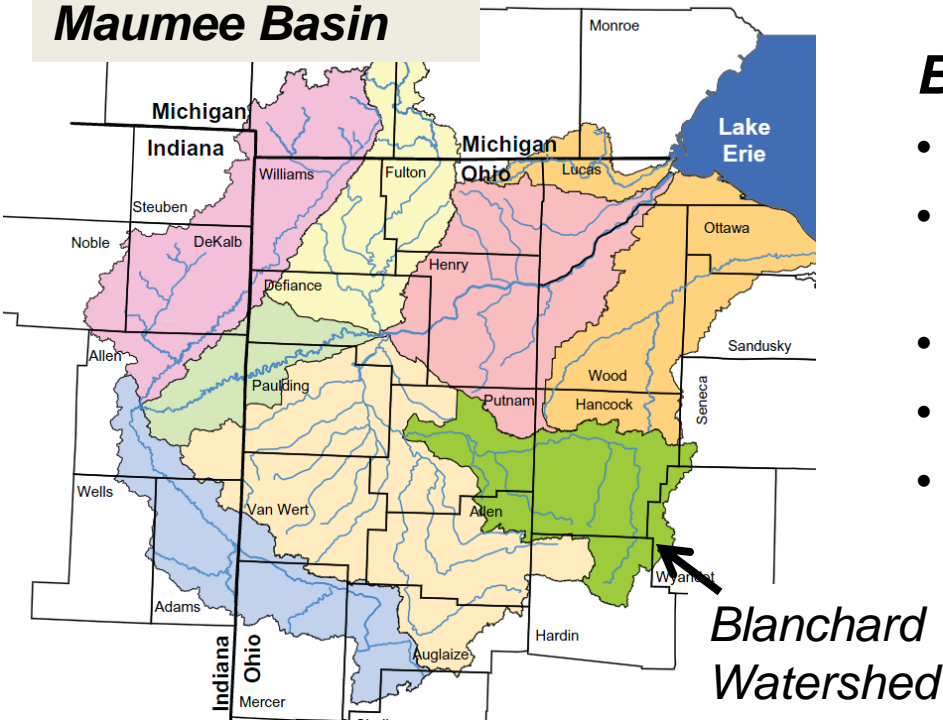 Maumee Basin
Monroe
B
Michigan
Lake
Erie
Indiana
Michigan
Ohio
Williams
Fulton
Lucas
Steuben
Noble
DeKalb
Ottawa
Henry
Defiance
Sandusky
Allen
Wood
Paulding
Putnam
Hancock
Seneca
Wells
Van Wert
Allen
Wyandot
Adams
Blanchard
Watershed
Hardin
Auglaize
Indiana
Ohio
Mercer